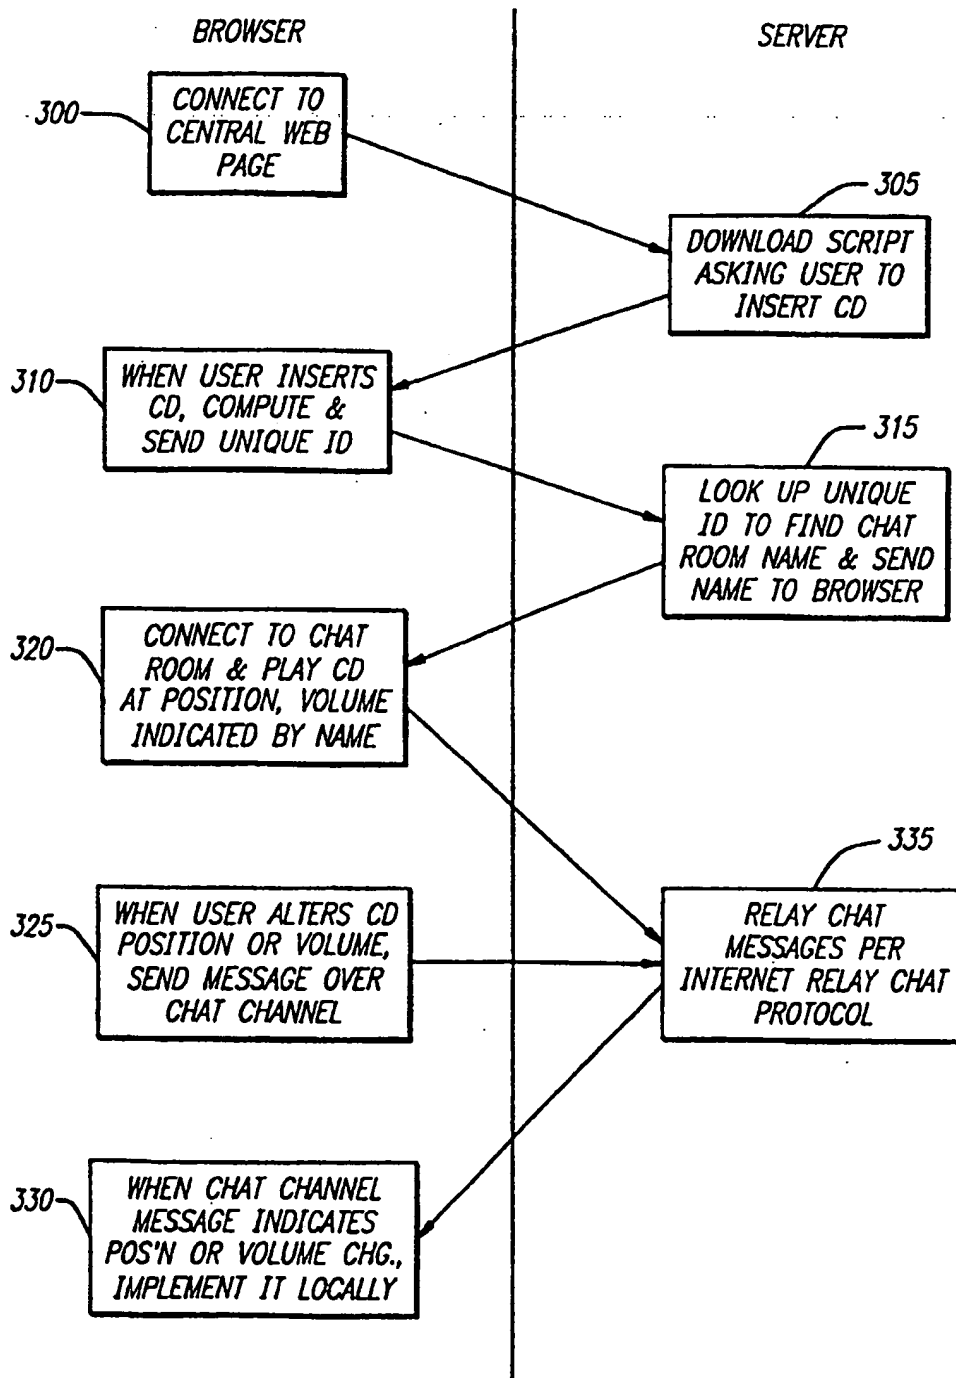 BROWSER
SERVER
300
CONNECT TO
CENTRAL WEB
PAGE
305
DOWNLOAD SCRIPT
ASKING USER TO
INSERT CD
310
WHEN USER INSERTS
CD, COMPUTE &
SEND UNIQUE ID
315
LOOK UP UNIQUE
ID TO FIND CHAT
ROOM NAME & SEND
NAME TO BROWSER
320
CONNECT TO CHAT
ROOM & PLAY CD
AT POSITION, VOLUME
INDICATED BY NAME
325
WHEN USER ALTERS CD
POSITION OR VOLUME,
SEND MESSAGE OVER
CHAT CHANNEL
335
RELAY CHAT
MESSAGES PER
INTERNET RELAY CHAT
PROTOCOL
330
WHEN CHAT CHANNEL
MESSAGE INDICATES
POS'N OR VOLUME CHG.,
IMPLEMENT IT LOCALLY